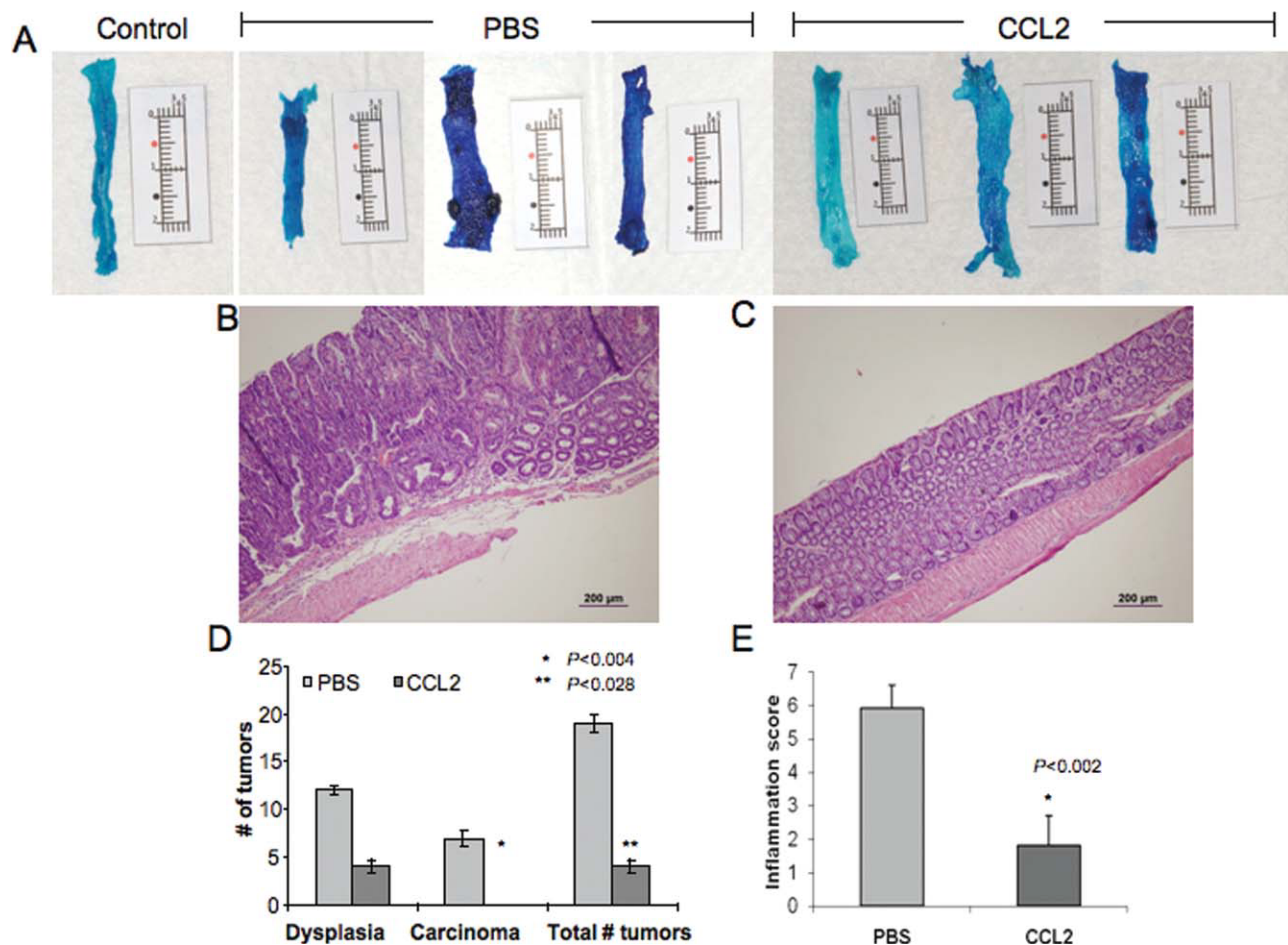 Control PBS CCL2
A
B C
200 µm 200 µm
D E
* P<0.004
** P<0.028
PBS CCL2
# of tumors
25
20
15
10
5
0
* **
Dysplasia Carcinoma Total # tumors
Inflammation score
7
6
5
4
3
2
1
0
P<0.002
*
PBS CCL2